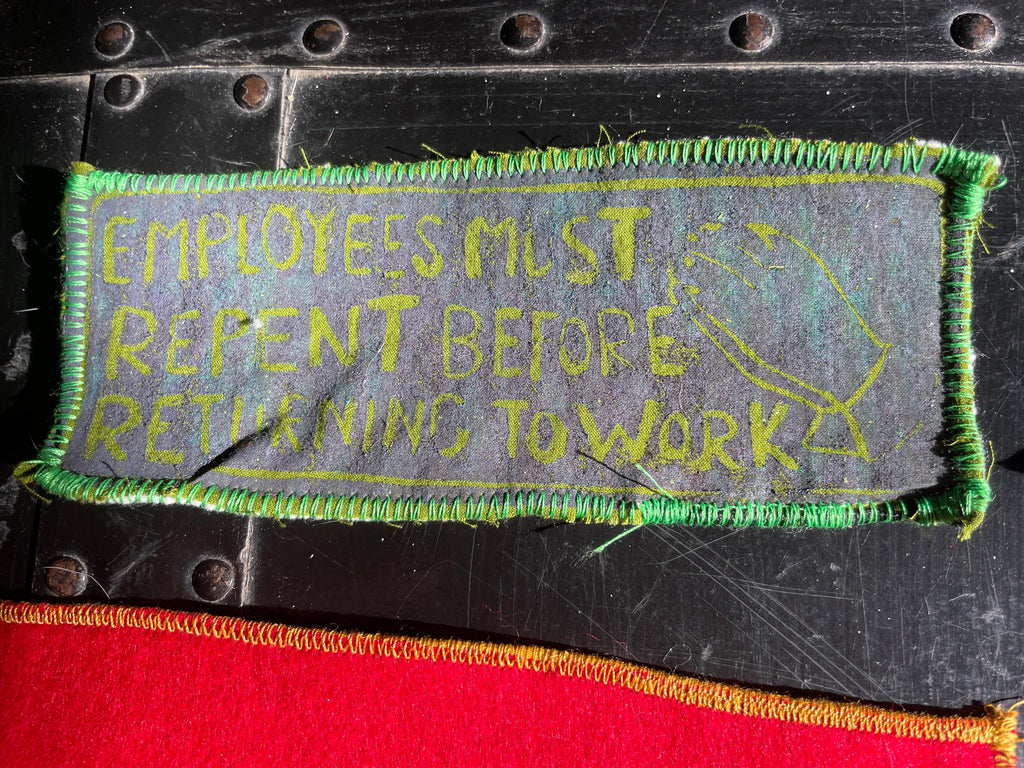 EMPLOYEES MUST
REPENT BEFORE
RETURNING TO WORK